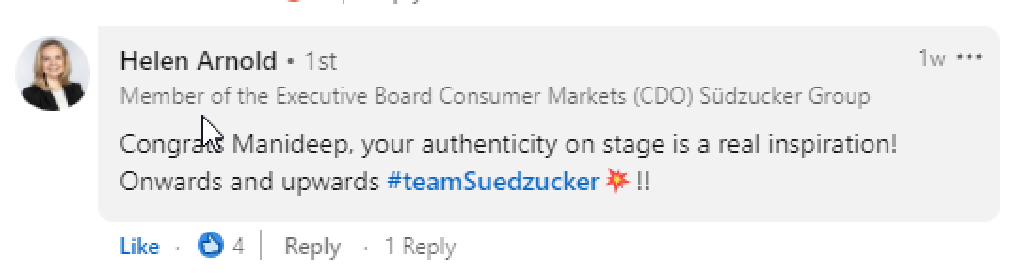 Helen Arnold • 1st
1w •••
Member of the Executive Board Consumer Markets (CDO) Südzucker Group
Congrats Manideep, your authenticity on stage is a real inspiration!
Onwards and upwards #teamSuedzucker 💥 !!
Like · 4 | Reply · 1 Reply